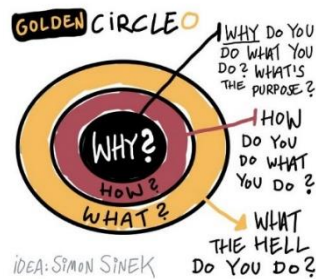 GOLDEN CIRCLE
WHY DO YOU
DO WHAT YOU
DO? WHAT'S
THE PURPOSE?
HOW
DO YOU
DO WHAT
YOU DO?
WHAT
THE HELL
DO YOU DO?
WHY?
HOW?
WHAT?
IDEA: SIMON SINEK